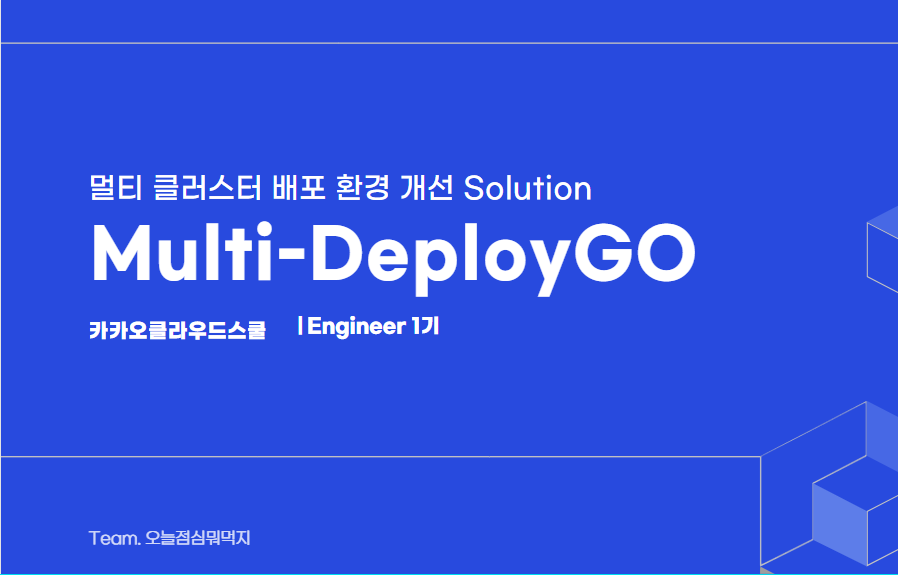 멀티 클러스터 배포 환경 개선 Solution
Multi-DeployGO
카카오클라우드스쿨 | Engineer 1기
Team. 오늘점심뭐먹지